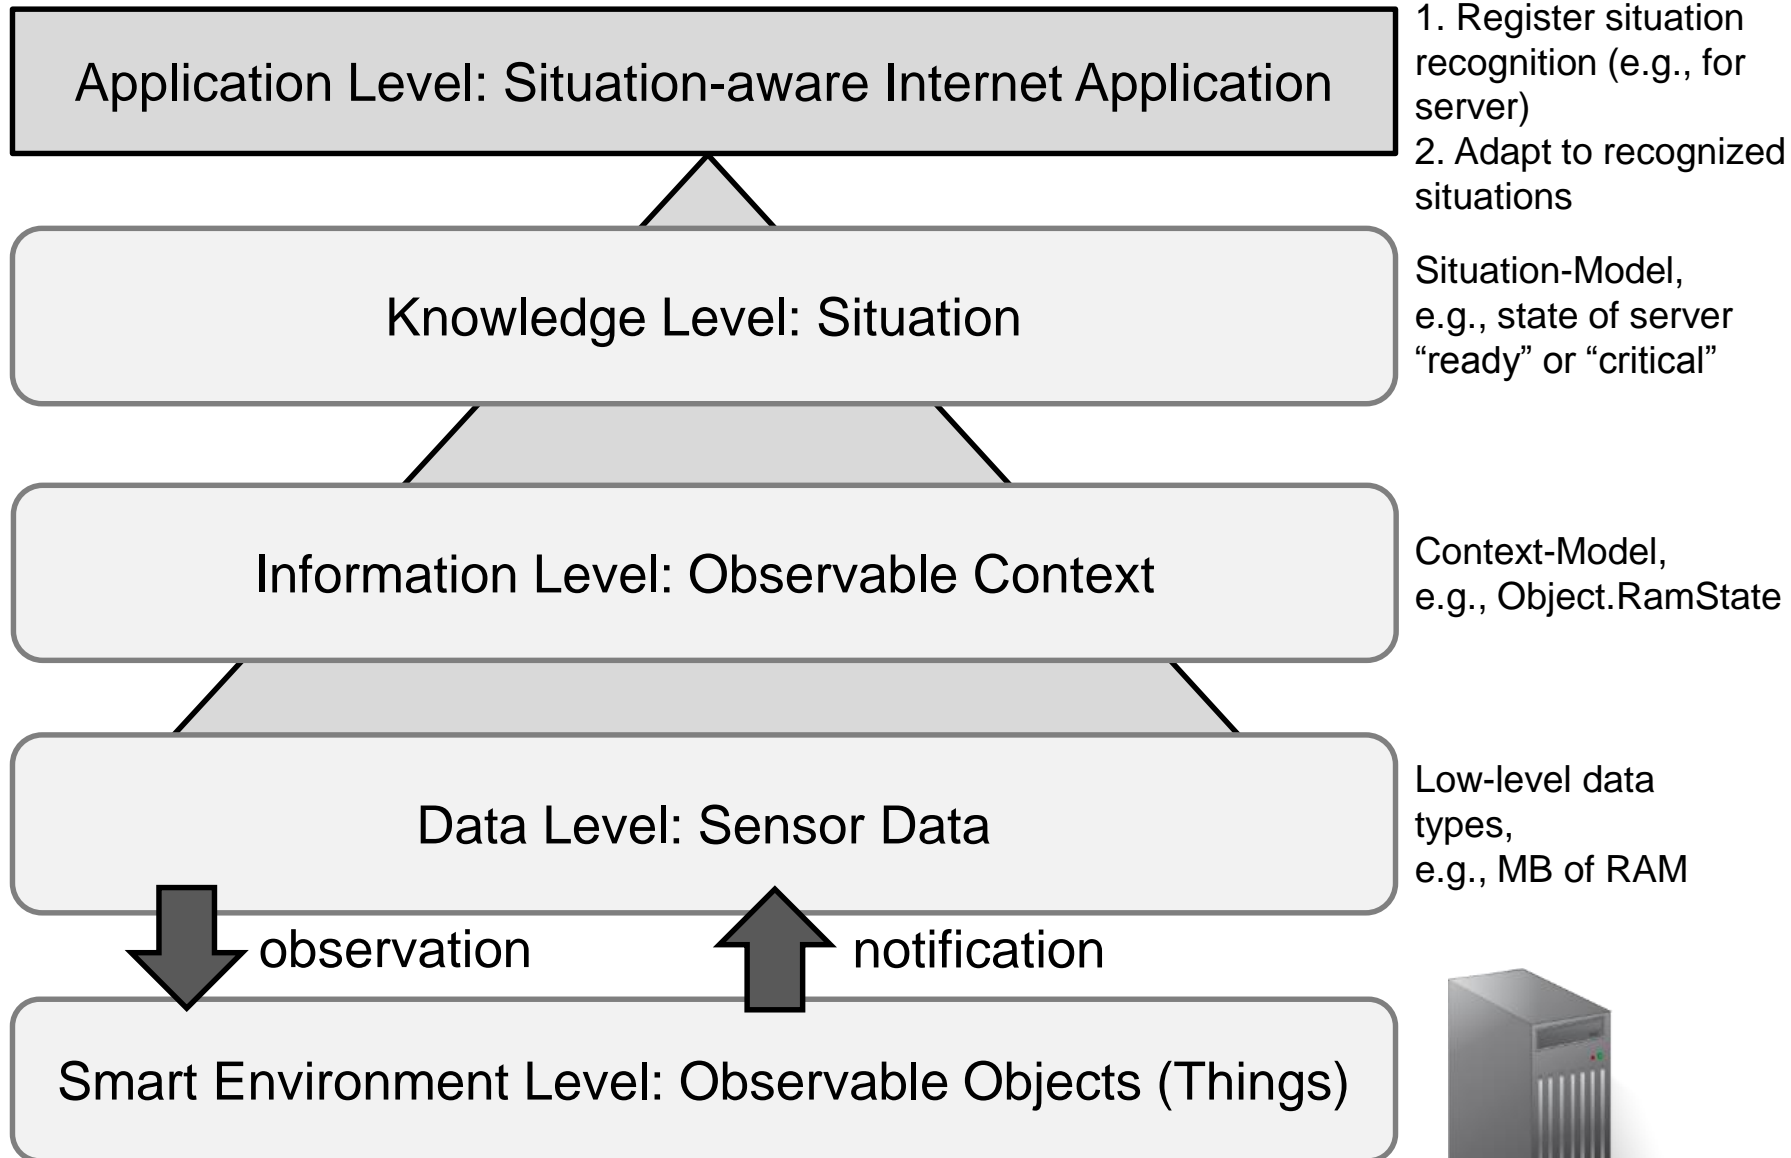 Application Level: Situation-aware Internet Application
1. Register situation
recognition (e.g., for
server)
2. Adapt to recognized
situations
Knowledge Level: Situation
Situation-Model,
e.g., state of server
“ready” or “critical”
Information Level: Observable Context
Context-Model,
e.g., Object.RamState
Data Level: Sensor Data
Low-level data
types,
e.g., MB of RAM
observation
notification
Smart Environment Level: Observable Objects (Things)